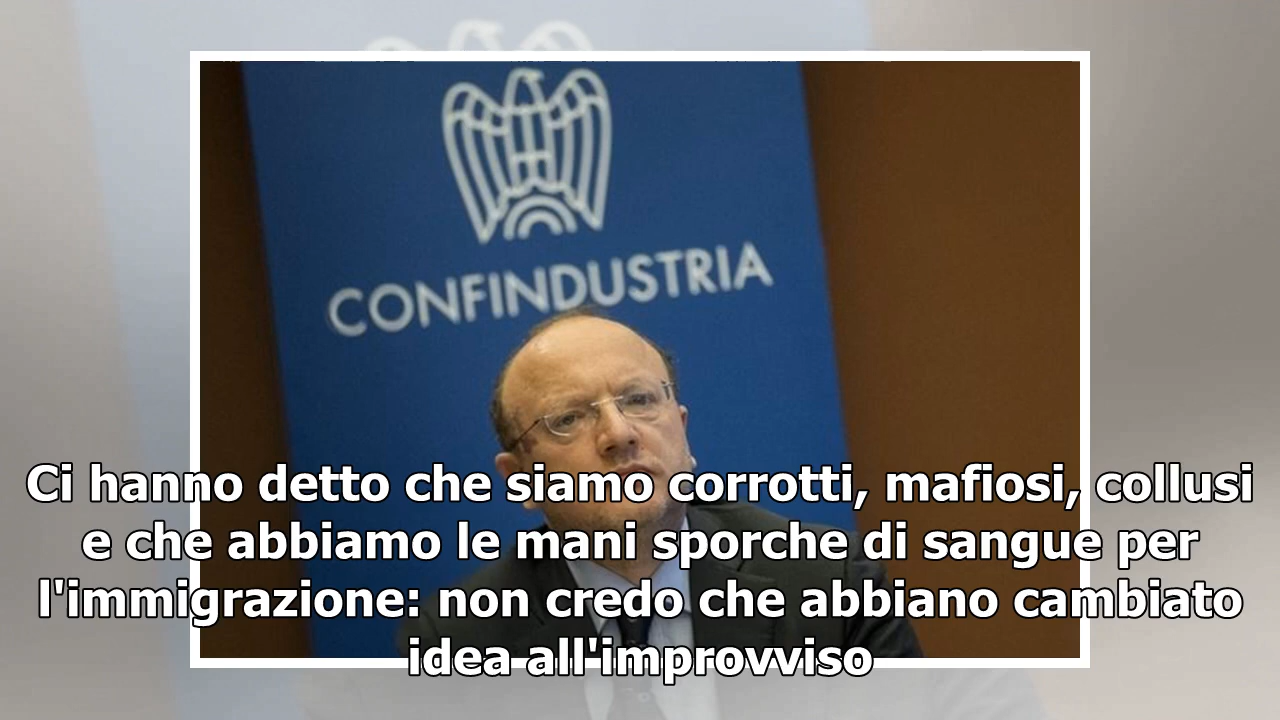 CONFINDUSTRIA
Ci hanno detto che siamo corrotti, mafiosi, collusi
e che abbiamo le mani sporche di sangue per
l'immigrazione: non credo che abbiano cambiato
idea all'improvviso